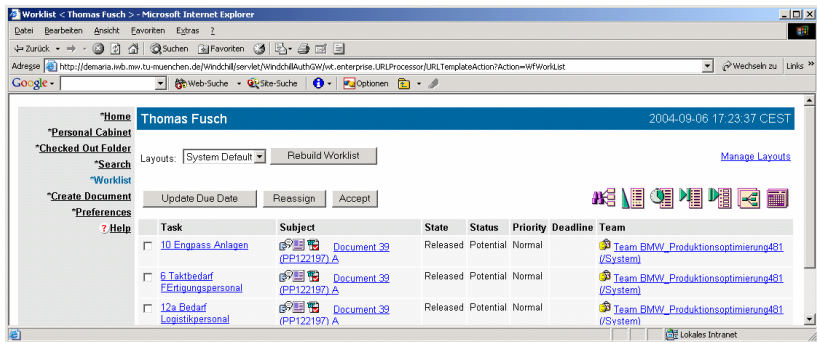 Worklist < Thomas Fusch > - Microsoft Internet Explorer
Datei Bearbeiten Ansicht Favoriten Extras ?
Zurück Suchen Favoriten
Adresse http://demaria.iwb.mw.tu-muenchen.de/Windchill/servlet/WindchillAuthGW/wt.enterprise.URLProcessor/URLTemplateAction?Action=WfWorkList Wechseln zu Links »
Google Web-Suche Site-Suche Optionen
*Home
*Personal Cabinet
*Checked Out Folder
*Search
*Worklist
*Create Document
*Preferences
? Help
Thomas Fusch 2004-09-06 17:23:37 CEST
Layouts: System Default Rebuild Worklist Manage Layouts
Update Due Date Reassign Accept
Task Subject State Status Priority Deadline Team
10 Engpass Anlagen Document 39 Released Potential Normal Team BMW_Produktionsoptimierung481
(PP122197) A (/System)
6 Taktbedarf Document 39 Released Potential Normal Team BMW_Produktionsoptimierung481
FErtigungspersonal (PP122197) A (/System)
12a Bedarf Document 39 Released Potential Normal Team BMW_Produktionsoptimierung481
Logistikpersonal (PP122197) A (/System)
Lokales Intranet